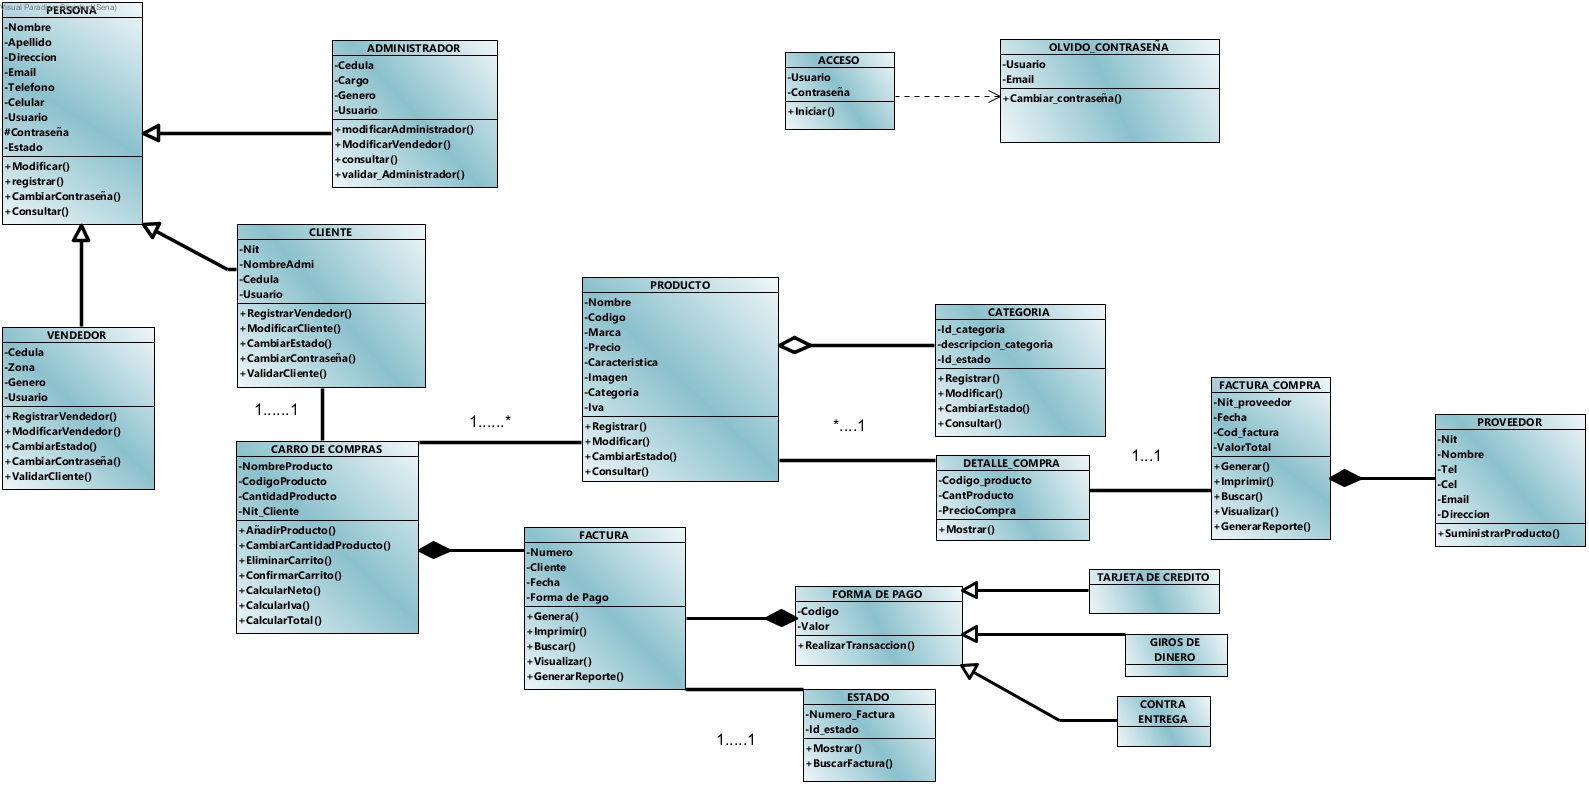 Visual Paradigm Standard(Sena)
PERSONA
-Nombre
-Apellido
-Direccion
-Email
-Telefono
-Celular
-Usuario
#Contraseña
-Estado
+Modificar()
+registrar()
+CambiarContraseña()
+Consultar()
ADMINISTRADOR
-Cedula
-Cargo
-Genero
-Usuario
+modificarAdministrador()
+ModificarVendedor()
+consultar()
+validar_Administrador()
ACCESO
-Usuario
-Contraseña
+Iniciar()
OLVIDO_CONTRASEÑA
-Usuario
-Email
+Cambiar_contraseña()
CLIENTE
-Nit
-NombreAdmi
-Cedula
-Usuario
+RegistrarVendedor()
+ModificarCliente()
+CambiarEstado()
+CambiarContraseña()
+ValidarCliente()
VENDEDOR
-Cedula
-Zona
-Genero
-Usuario
+RegistrarVendedor()
+ModificarVendedor()
+CambiarEstado()
+CambiarContraseña()
+ValidarCliente()
1......1
1......*
PRODUCTO
-Nombre
-Codigo
-Marca
-Precio
-Caracteristica
-Imagen
-Categoria
-Iva
+Registrar()
+Modificar()
+CambiarEstado()
+Consultar()
CATEGORIA
-Id_categoria
-descripcion_categoria
-Id_estado
+Registrar()
+Modificar()
+CambiarEstado()
+Consultar()
*....1
DETALLE_COMPRA
-Codigo_producto
-CantProducto
-PrecioCompra
+Mostrar()
1...1
FACTURA_COMPRA
-Nit_proveedor
-Fecha
-Cod_factura
-ValorTotal
+Generar()
+Imprimir()
+Buscar()
+Visualizar()
+GenerarReporte()
PROVEEDOR
-Nit
-Nombre
-Tel
-Cel
-Email
-Direccion
+SuministrarProducto()
CARRO DE COMPRAS
-NombreProducto
-CodigoProducto
-CantidadProducto
-Nit_Cliente
+AñadirProducto()
+CambiarCantidadProducto()
+EliminarCarrito()
+ConfirmarCarrito()
+CalcularNeto()
+CalcularIva()
+CalcularTotal()
FACTURA
-Numero
-Cliente
-Fecha
-Forma de Pago
+Genera()
+Imprimir()
+Buscar()
+Visualizar()
+GenerarReporte()
FORMA DE PAGO
-Codigo
-Valor
+RealizarTransaccion()
TARJETA DE CREDITO
GIROS DE
DINERO
CONTRA
ENTREGA
1.....1
ESTADO
-Numero_Factura
-Id_estado
+Mostrar()
+BuscarFactura()